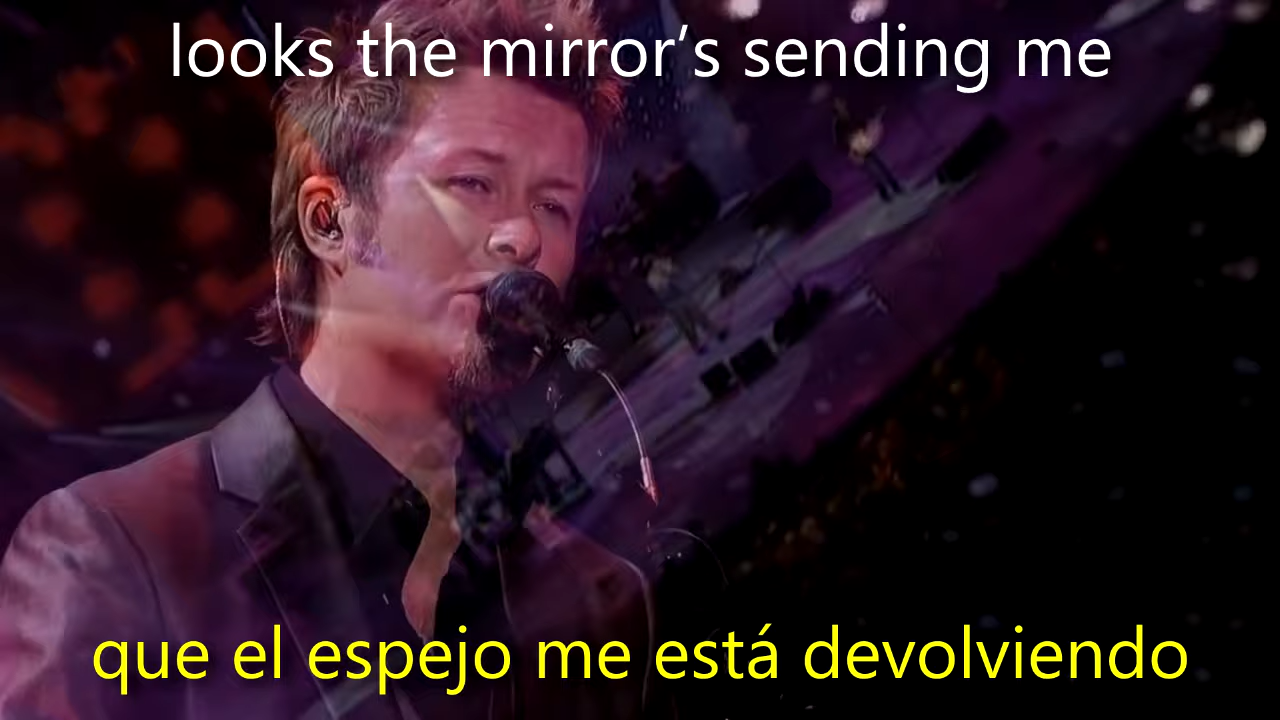 looks the mirror’s sending me
que el espejo me está devolviendo